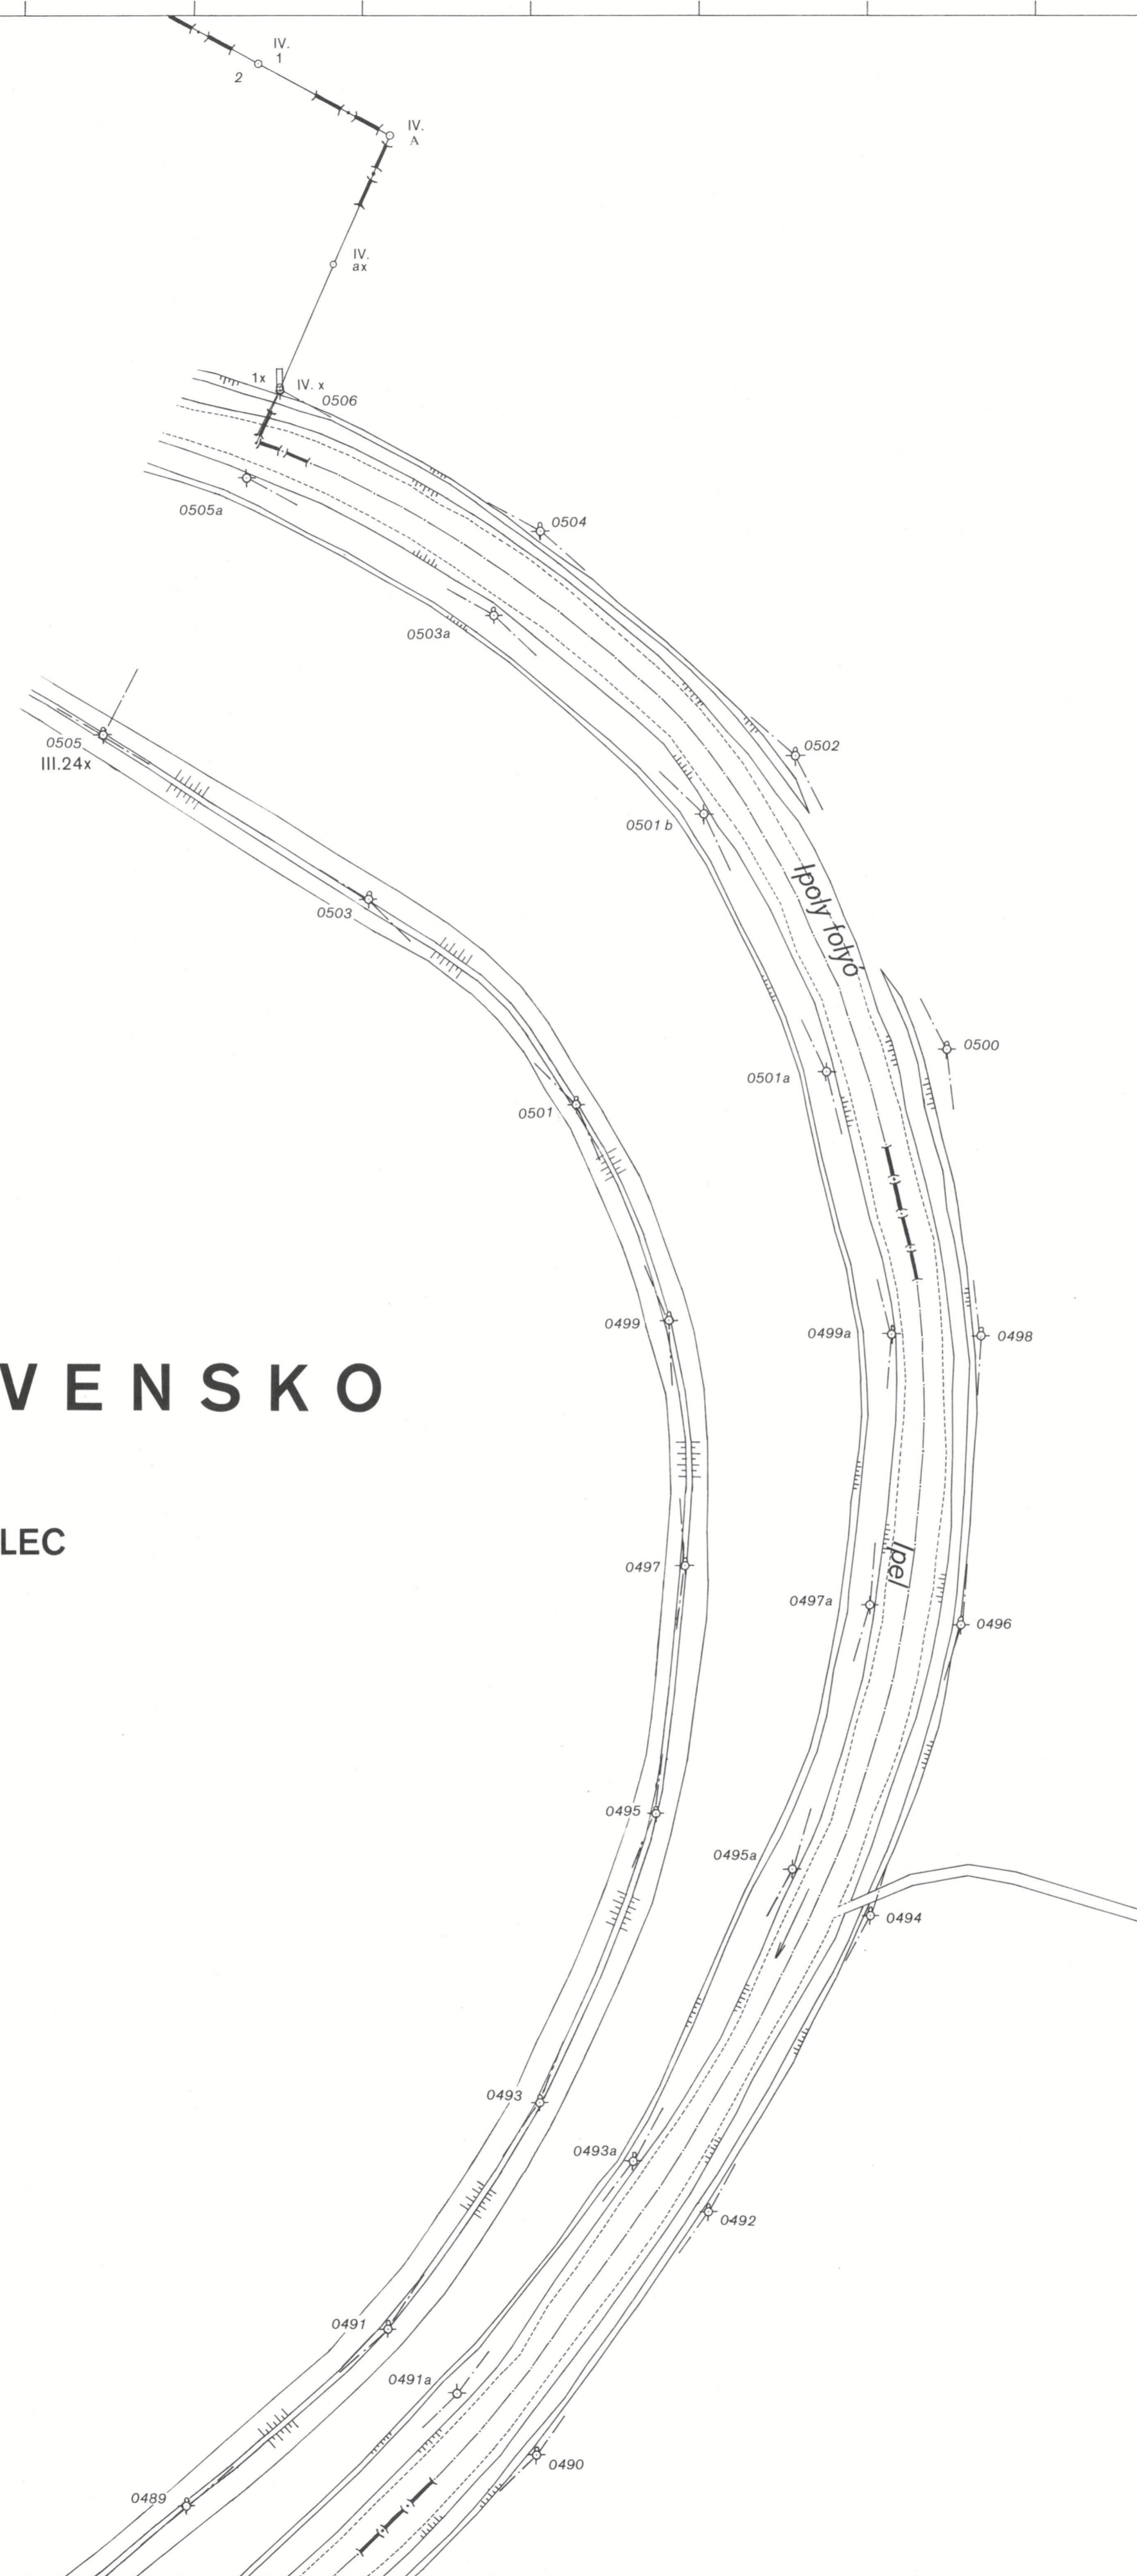 IV.
1
2
IV.
A
IV.
ax
1x
IV. x
0506
0505a
0504
0503a
0505
III.24x
0502
0501 b
Ipoly folyó
0503
0500
0501a
0501
0499
0499a
0498
VENSKO
LEC
Ipel
0497
0497a
0496
0495
0495a
0494
0493
0493a
0492
0491
0491a
0490
0489